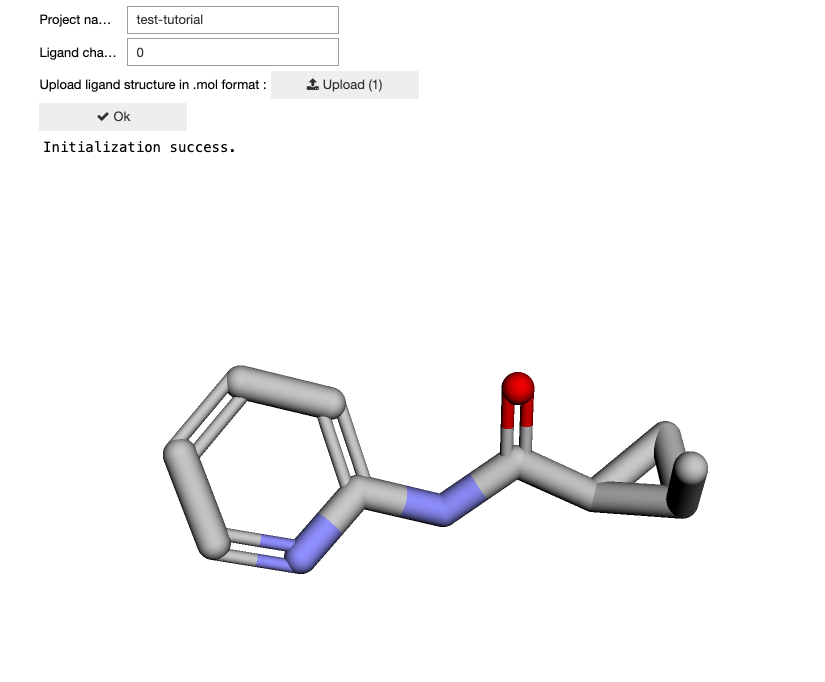 Project na... test-tutorial
Ligand cha... 0
Upload ligand structure in .mol format : Upload (1)
Ok
Initialization success.